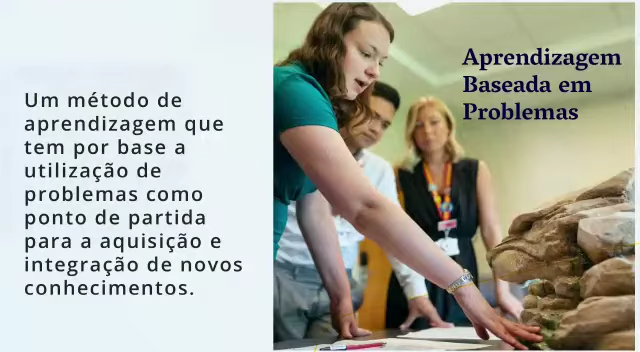 Um método de
aprendizagem que
tem por base a
utilização de
problemas como
ponto de partida
para a aquisição e
integração de novos
conhecimentos.
Aprendizagem
Baseada em
Problemas